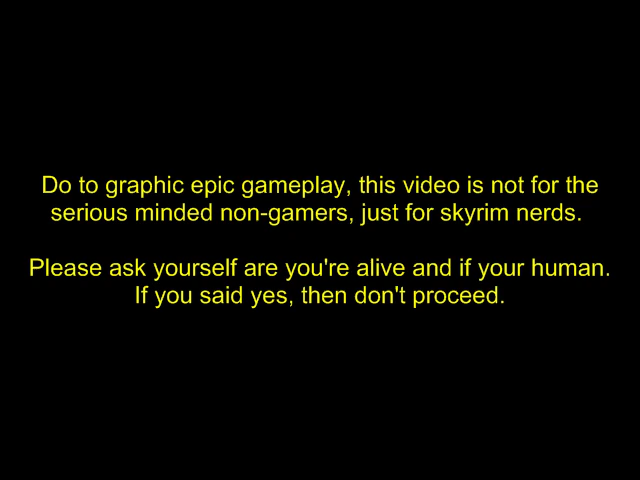 Do to graphic epic gameplay, this video is not for the
serious minded non-gamers, just for skyrim nerds.
Please ask yourself are you're alive and if your human.
If you said yes, then don't proceed.